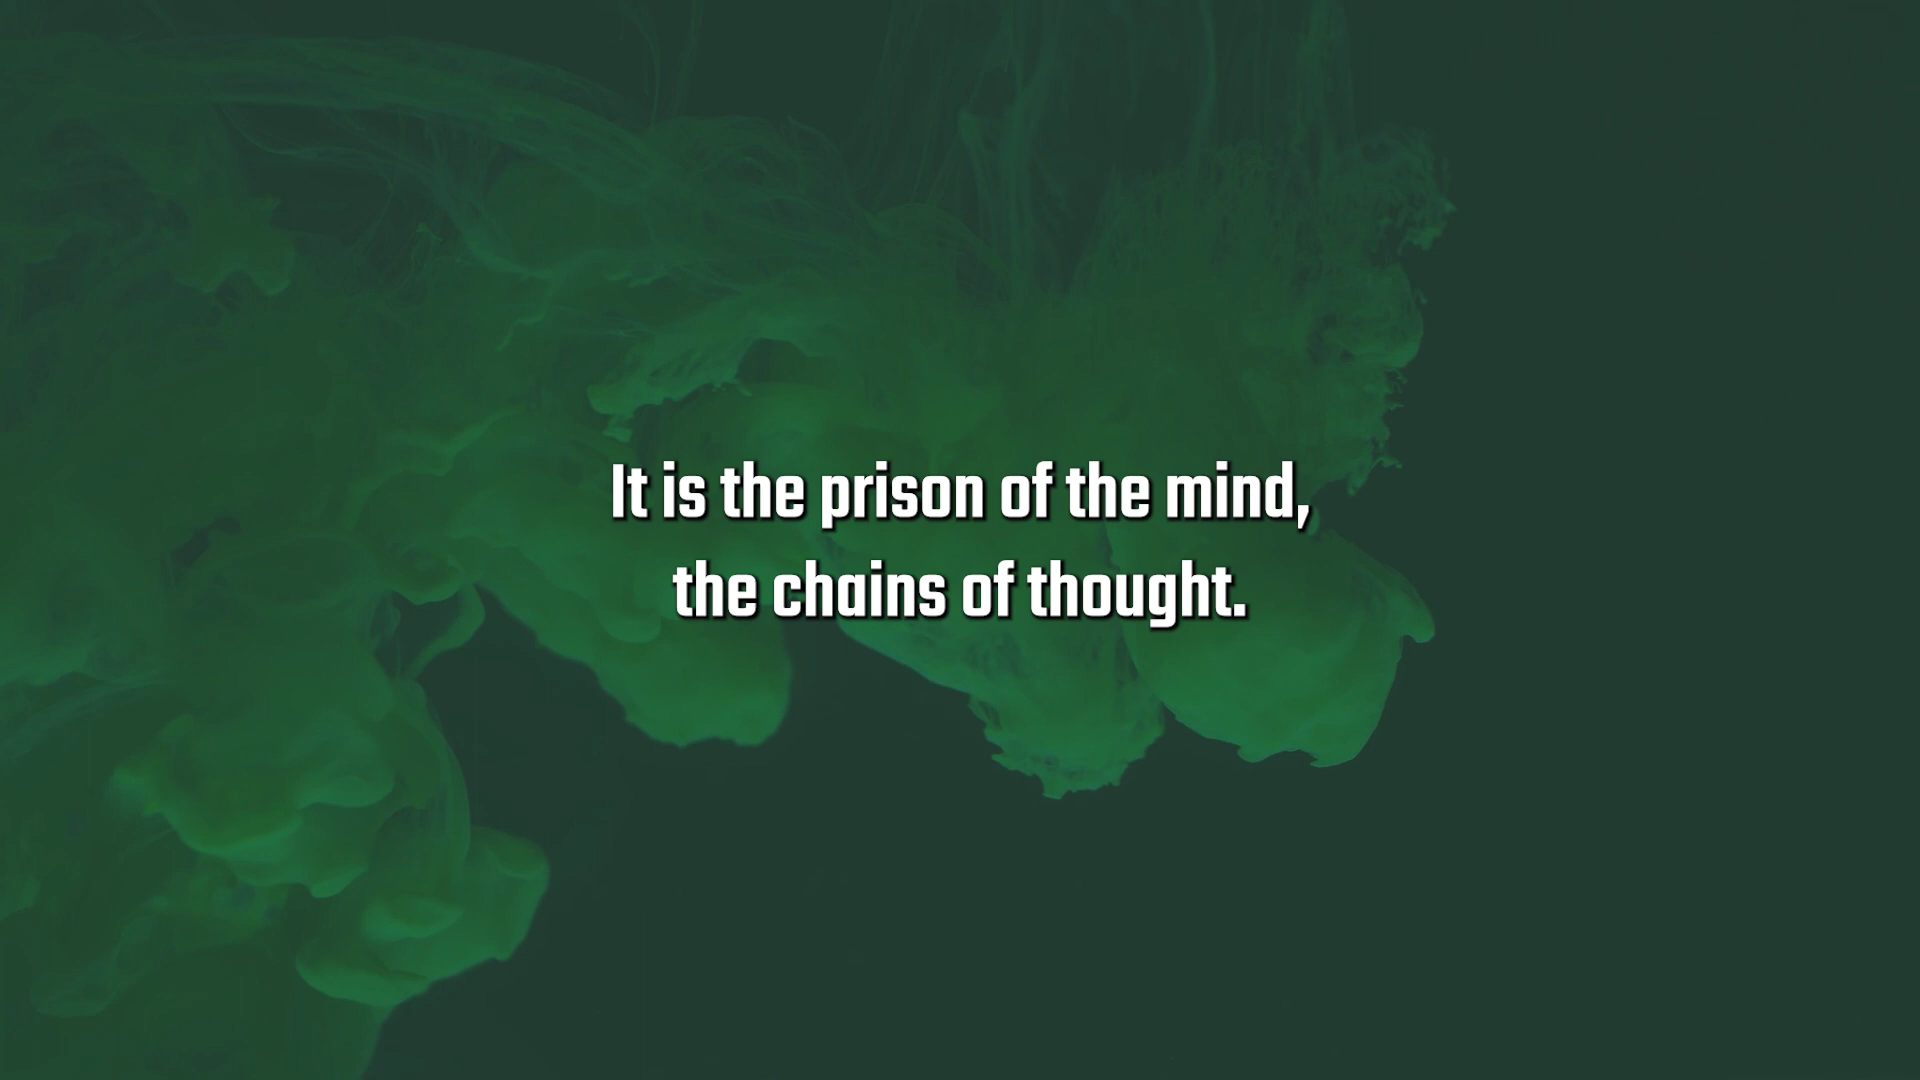 It is the prison of the mind,
the chains of thought.